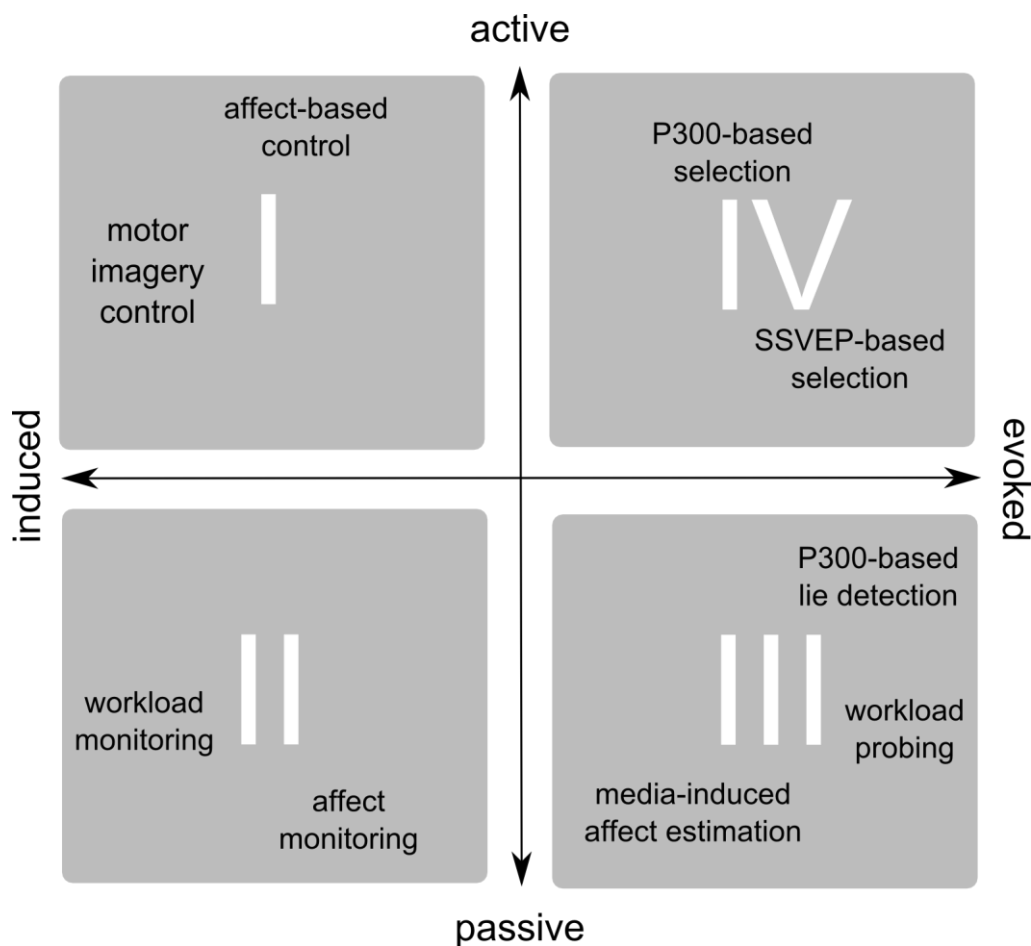 active
affect-based
control
I
motor
imagery
control
P300-based
selection
IV
SSVEP-based
selection
induced
evoked
II
workload
monitoring
affect
monitoring
P300-based
lie detection
III
workload
probing
media-induced
affect estimation
passive